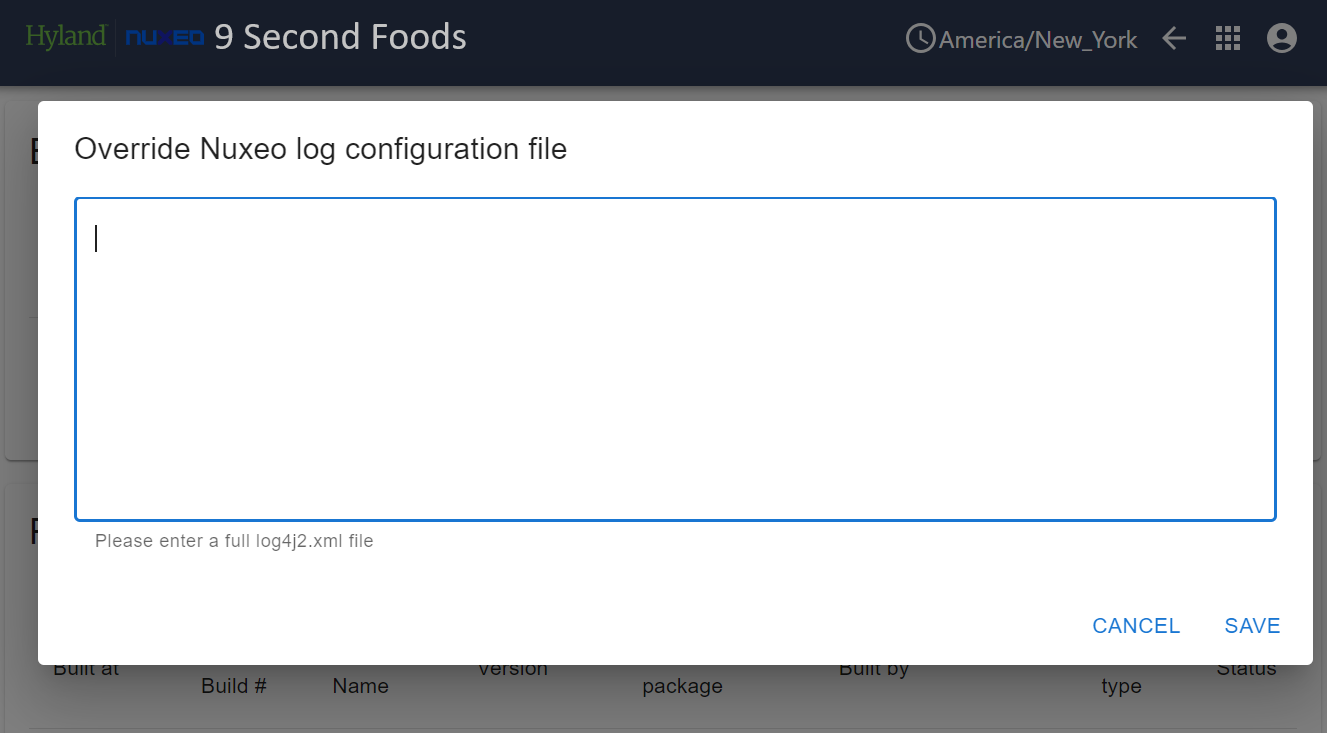 Hyland nuxeo 9 Second Foods America/New_York
Override Nuxeo log configuration file
Please enter a full log4j2.xml file
CANCEL SAVE
Built at Version Built by Status
Build # Name package type